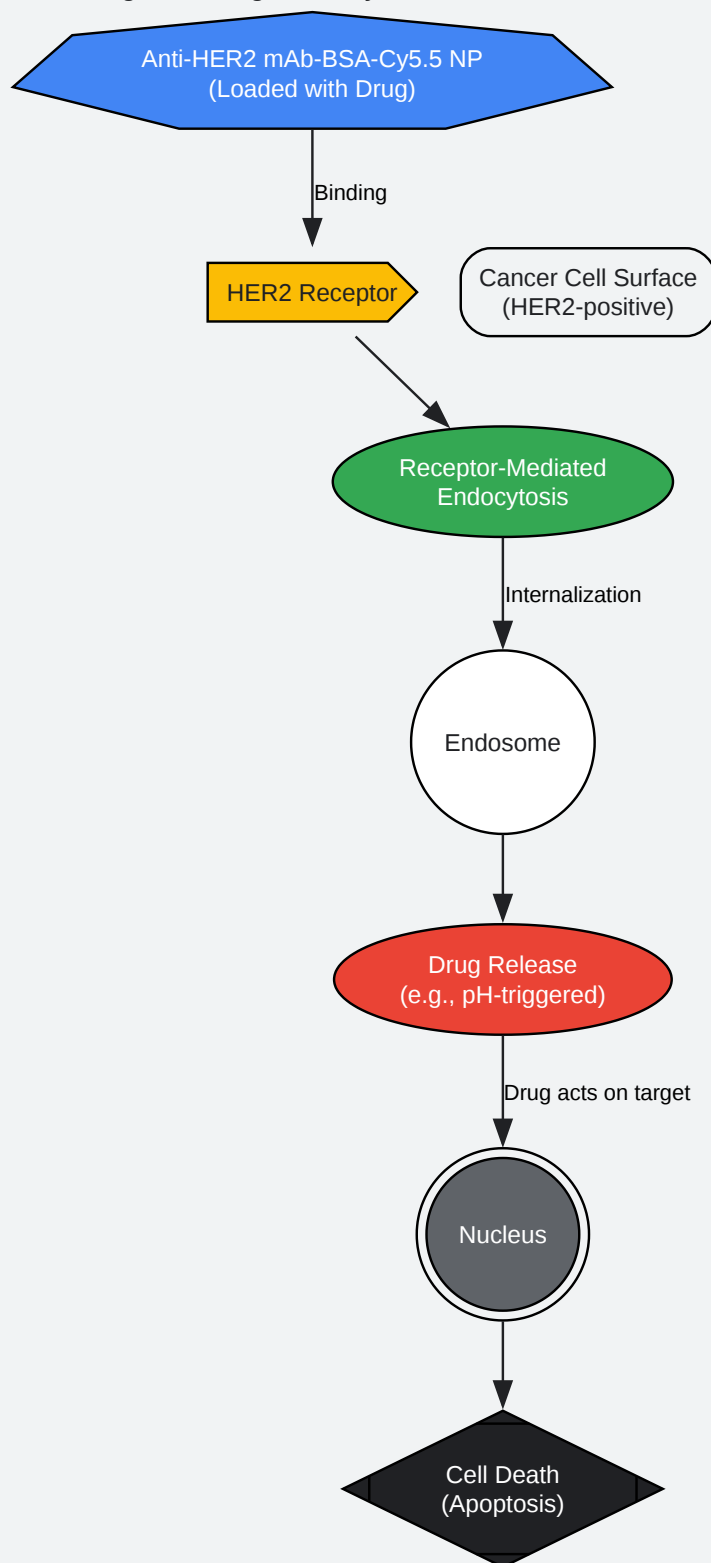 Anti-HER2 mAb-BSA-Cy5.5 NP
(Loaded with Drug)
Binding
HER2 Receptor
Cancer Cell Surface
(HER2-positive)
Receptor-Mediated
Endocytosis
Internalization
Endosome
Drug Release
(e.g., pH-triggered)
Drug acts on target
Nucleus
Cell Death
(Apoptosis)